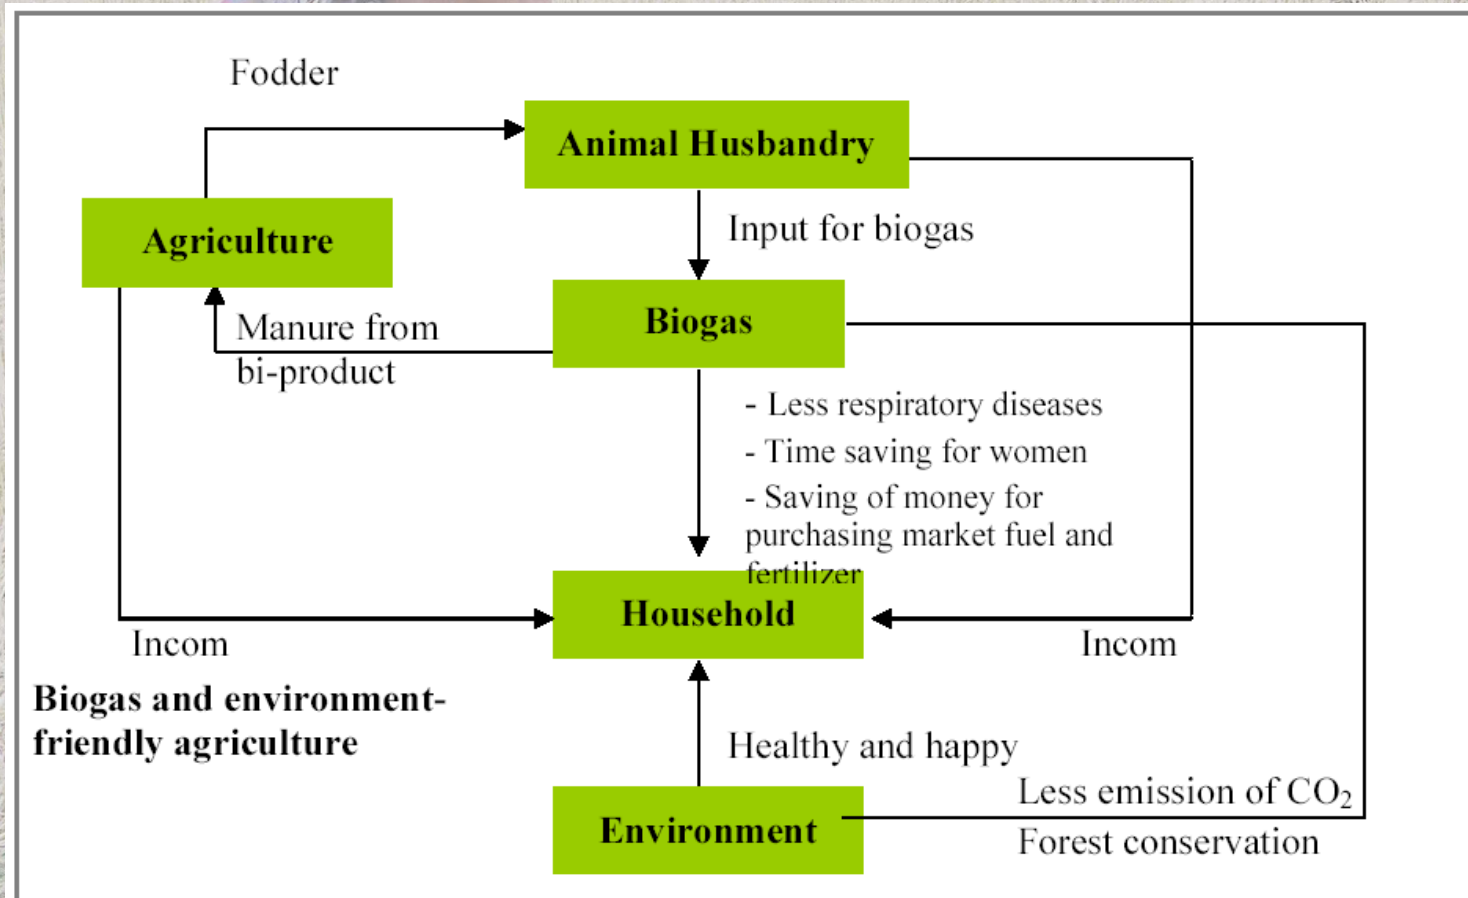 Fodder
Animal Husbandry
Agriculture
Input for biogas
Biogas
Manure from
bi-product
- Less respiratory diseases
- Time saving for women
- Saving of money for
purchasing market fuel and
fertilizer
Household
Incom
Incom
Biogas and environment-
friendly agriculture
Healthy and happy
Less emission of CO₂
Environment
Forest conservation